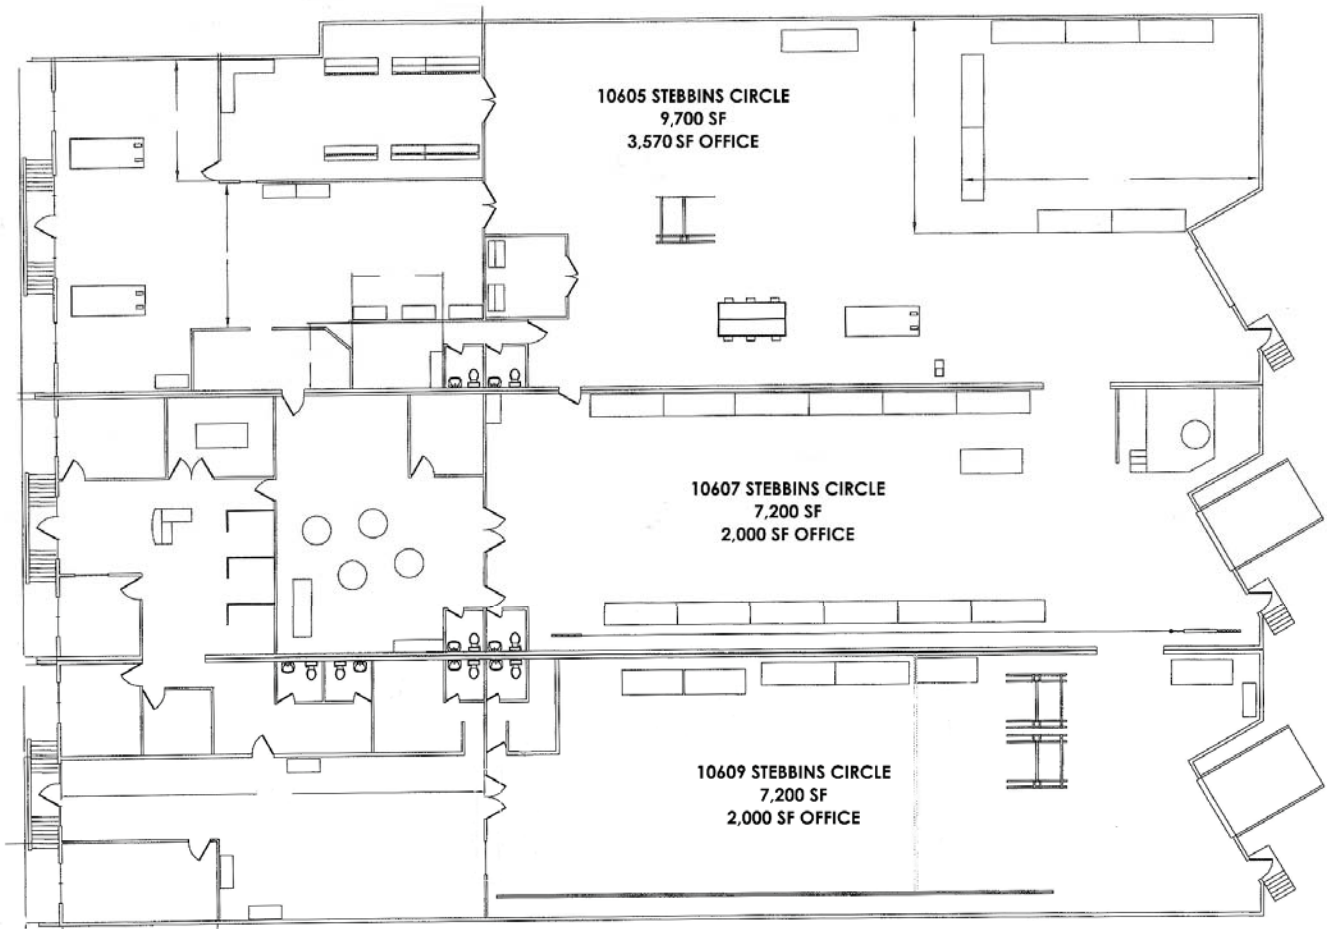 10605 STEBBINS CIRCLE
9,700 SF
3,570 SF OFFICE
10607 STEBBINS CIRCLE
7,200 SF
2,000 SF OFFICE
10609 STEBBINS CIRCLE
7,200 SF
2,000 SF OFFICE